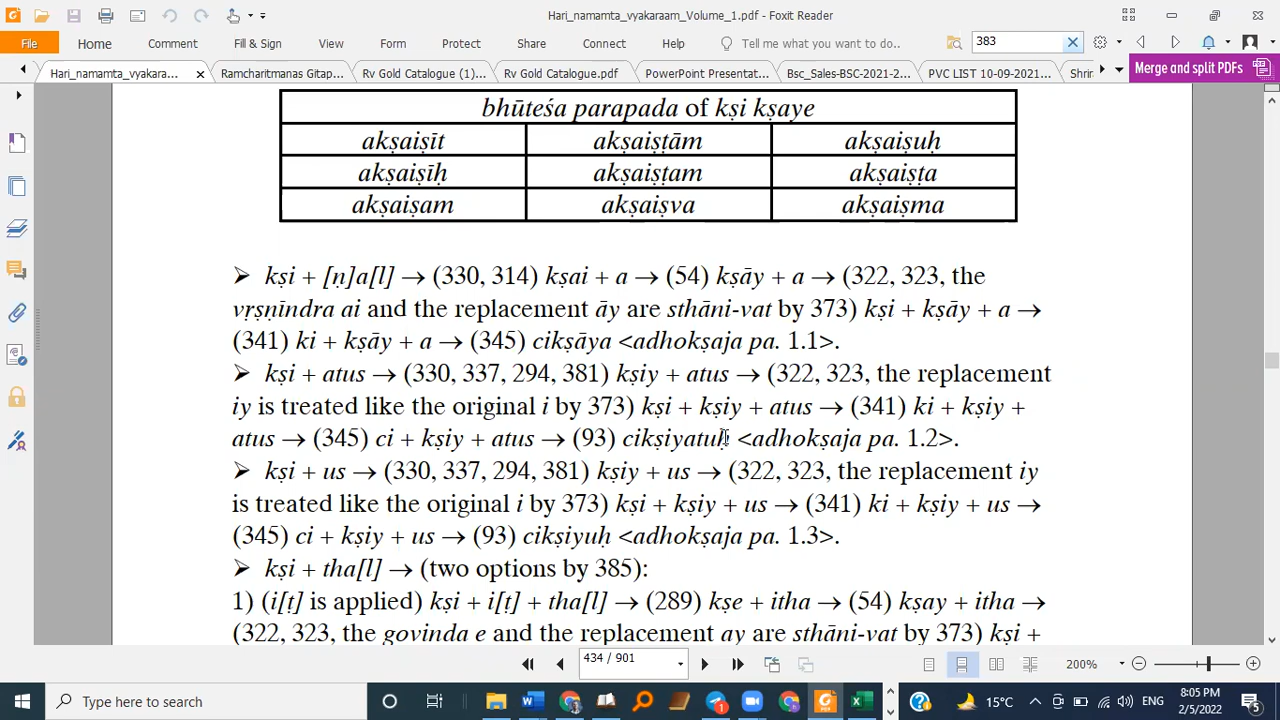 Hari_namamta_vyakaraam_Volume_1.pdf - Foxit Reader
File Home Comment Fill & Sign View Form Protect Share Connect Help Tell me what you want to do.. 383
Hari_namamta_vyakara... Ramcharitmanas Gitap... Rv Gold Catalogue (1)... Rv Gold Catalogue.pdf PowerPoint Presentat... Bsc_Sales-BSC-2021-2... PVC LIST 10-09-2021... Shrin Merge and split PDFs
bhūteśa parapada of kṣi kṣaye
akṣaiṣīt akṣaiṣṭām akṣaiṣuḥ
akṣaiṣīḥ akṣaiṣṭam akṣaiṣṭa
akṣaiṣam akṣaiṣva akṣaiṣma
➢ kṣi + [ṇ]a[l] → (330, 314) kṣai + a → (54) kṣāy + a → (322, 323, the
vṛṣṇīndra ai and the replacement āy are sthāni-vat by 373) kṣi + kṣāy + a →
(341) ki + kṣāy + a → (345) cikṣāya <adhokṣaja pa. 1.1>.
➢ kṣi + atus → (330, 337, 294, 381) kṣiy + atus → (322, 323, the replacement
iy is treated like the original i by 373) kṣi + kṣiy + atus → (341) ki + kṣiy +
atus → (345) ci + kṣiy + atus → (93) cikṣiyatuḥ <adhokṣaja pa. 1.2>.
➢ kṣi + us → (330, 337, 294, 381) kṣiy + us → (322, 323, the replacement iy
is treated like the original i by 373) kṣi + kṣiy + us → (341) ki + kṣiy + us →
(345) ci + kṣiy + us → (93) cikṣiyuḥ <adhokṣaja pa. 1.3>.
➢ kṣi + tha[l] → (two options by 385):
1) (i[ṭ] is applied) kṣi + i[ṭ] + tha[l] → (289) kṣe + itha → (54) kṣay + itha →
(322, 323, the govinda e and the replacement ay are sthāni-vat by 373) kṣi +
434 / 901 200%
Type here to search 15°C ENG 8:05 PM
2/5/2022